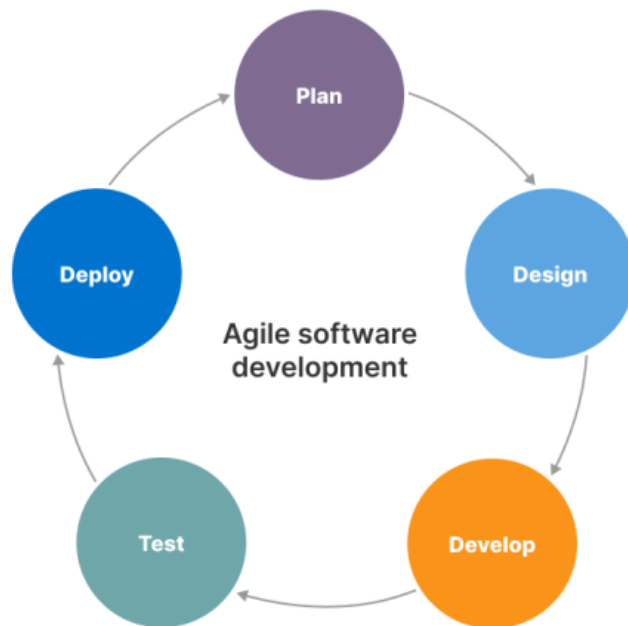 Plan
Design
Develop
Test
Deploy
Agile software
development